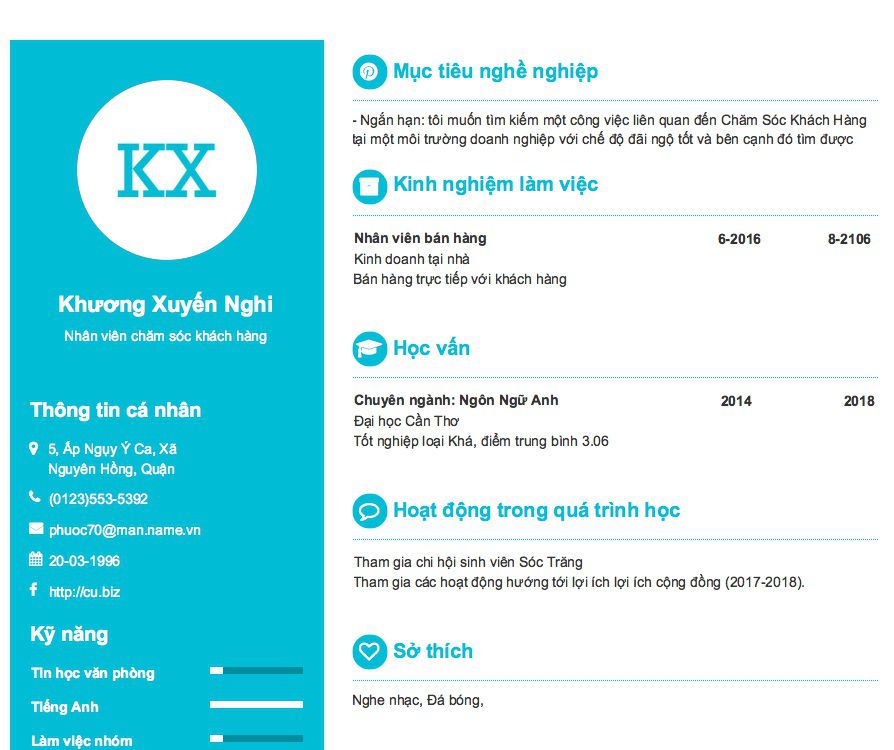 KX
Khương Xuyến Nghi
Nhân viên chăm sóc khách hàng
Thông tin cá nhân
5, Ấp Ngụy Ý Ca, Xã
Nguyên Hồng, Quận
(0123)553-5392
phuoc70@man.name.vn
20-03-1996
http://cu.biz
Kỹ năng
Tin học văn phòng
Tiếng Anh
Làm việc nhóm
Mục tiêu nghề nghiệp
- Ngắn hạn: tôi muốn tìm kiếm một công việc liên quan đến Chăm Sóc Khách Hàng
tại một môi trường doanh nghiệp với chế độ đãi ngộ tốt và bên cạnh đó tìm được
Kinh nghiệm làm việc
Nhân viên bán hàng 6-2016 8-2106
Kinh doanh tại nhà
Bán hàng trực tiếp với khách hàng
Học vấn
Chuyên ngành: Ngôn Ngữ Anh 2014 2018
Đại học Cần Thơ
Tốt nghiệp loại Khá, điểm trung bình 3.06
Hoạt động trong quá trình học
Tham gia chi hội sinh viên Sóc Trăng
Tham gia các hoạt động hướng tới lợi ích lợi ích cộng đồng (2017-2018).
Sở thích
Nghe nhạc, Đá bóng,